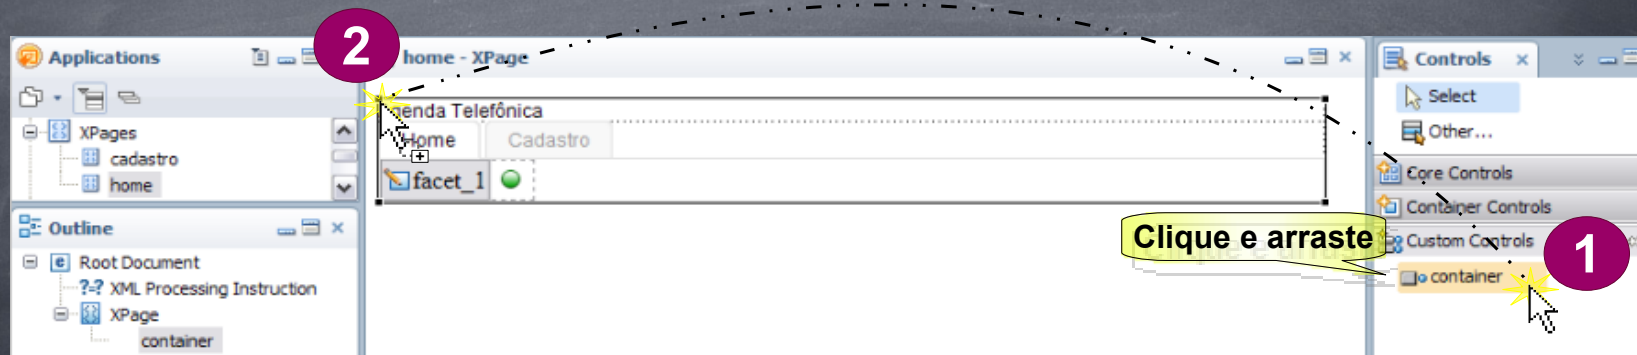 Applications
2
home - XPage
Controls
Select
Other...
XPages
cadastro
home
genda Telefônica
Home
Cadastro
facet_1
Core Controls
Container Controls
Custom Controls
1
container
Clique e arraste
Outline
Root Document
?-? XML Processing Instruction
XPage
container